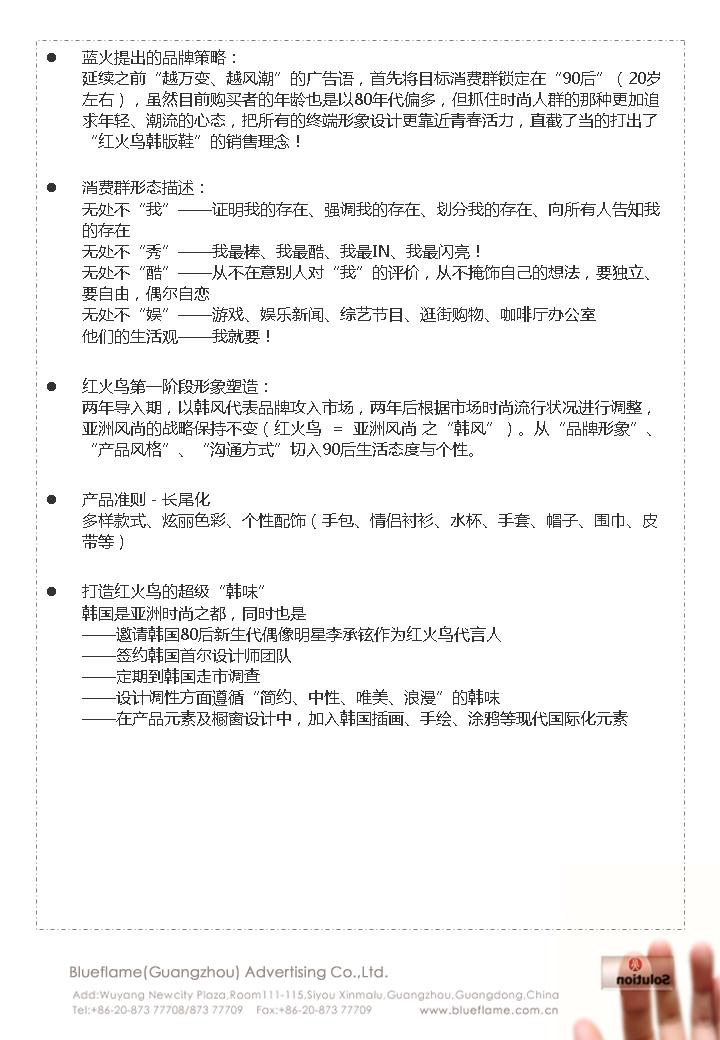 ● 蓝火提出的品牌策略：
延续之前“越万变、越风潮”的广告语，首先将目标消费群锁定在“90后”（20岁
左右），虽然目前购买者的年龄也是以80年代偏多，但抓住时尚人群的那种更加追
求年轻、潮流的心态，把所有的终端形象设计更靠近青春活力，直截了当的打出了
“红火鸟韩版鞋”的销售理念！
● 消费群形态描述：
无处不“我”——证明我的存在、强调我的存在、划分我的存在、向所有人告知我
的存在
无处不“秀”——我最棒、我最酷、我最IN、我最闪亮！
无处不“酷”——从不在意别人对“我”的评价，从不掩饰自己的想法，要独立、
要自由，偶尔自恋
无处不“娱”——游戏、娱乐新闻、综艺节目、逛街购物、咖啡厅办公室
他们的生活观——我就要！
● 红火鸟第一阶段形象塑造：
两年导入期，以韩风代表品牌攻入市场，两年后根据市场时尚流行状况进行调整，
亚洲风尚的战略保持不变（红火鸟 = 亚洲风尚 之“韩风”）。从“品牌形象”、
“产品风格”、“沟通方式”切入90后生活态度与个性。
● 产品准则－长尾化
多样款式、炫丽色彩、个性配饰（手包、情侣衬衫、水杯、手套、帽子、围巾、皮
带等）
● 打造红火鸟的超级“韩味”
韩国是亚洲时尚之都，同时也是
——邀请韩国80后新生代偶像明星李承铉作为红火鸟代言人
——签约韩国首尔设计师团队
——定期到韩国走市调查
——设计调性方面遵循“简约、中性、唯美、浪漫”的韩味
——在产品元素及橱窗设计中，加入韩国插画、手绘、涂鸦等现代国际化元素
Blueflame(Guangzhou) Advertising Co.,Ltd.
Add:Wuyang Newcity Plaza,Room111-115,Siyou Xinmalu,Guangzhou,Guangdong,China
Tel:+86-20-873 77708/873 77709 Fax:+86-20-873 77709 www.blueflame.com.cn
Solution